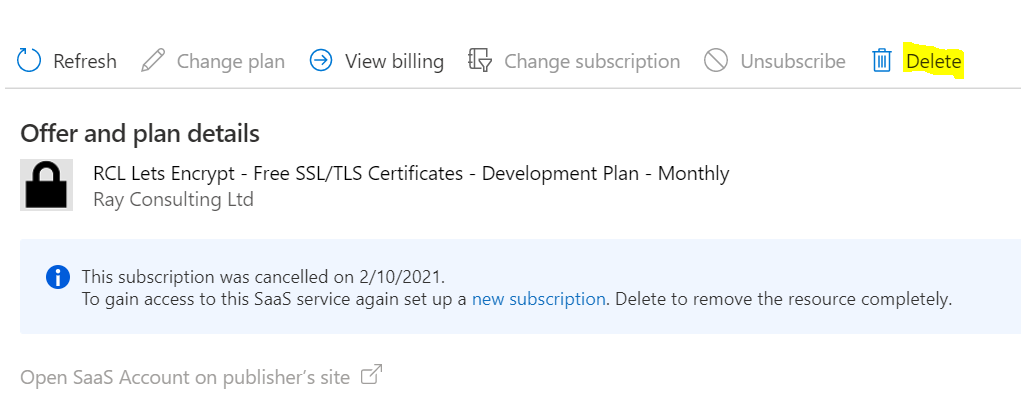 Refresh Change plan View billing Change subscription Unsubscribe Delete
Offer and plan details
RCL Lets Encrypt - Free SSL/TLS Certificates - Development Plan - Monthly
Ray Consulting Ltd
This subscription was cancelled on 2/10/2021.
To gain access to this SaaS service again set up a new subscription. Delete to remove the resource completely.
Open SaaS Account on publisher's site